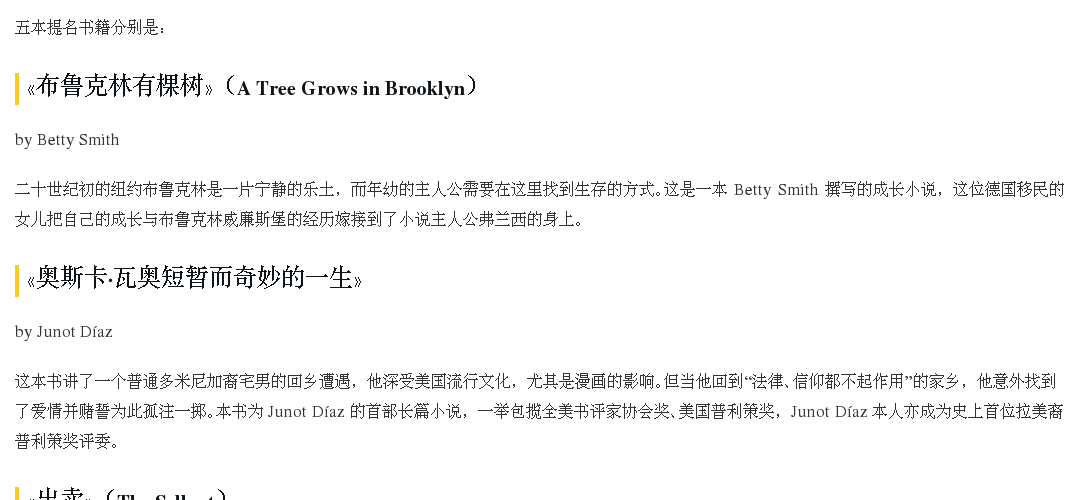 五本提名书籍分别是：
《布鲁克林有棵树》（A Tree Grows in Brooklyn）
by Betty Smith
二十世纪初的纽约布鲁克林是一片宁静的乐土，而年幼的主人公需要在这里找到生存的方式。这是一本 Betty Smith 撰写的成长小说，这位德国移民的
女儿把自己的成长与布鲁克林威廉斯堡的经历嫁接到了小说主人公弗兰西的身上。
《奥斯卡·瓦奥短暂而奇妙的一生》
by Junot Díaz
这本书讲了一个普通多米尼加裔宅男的回乡遭遇，他深受美国流行文化，尤其是漫画的影响。但当他回到“法律、信仰都不起作用”的家乡，他意外找到
了爱情并赌誓为此孤注一掷。本书为 Junot Díaz 的首部长篇小说，一举包揽全美书评家协会奖、美国普利策奖，Junot Díaz 本人亦成为史上首位拉美裔
普利策奖评委。
《出卖》（The Sellout）